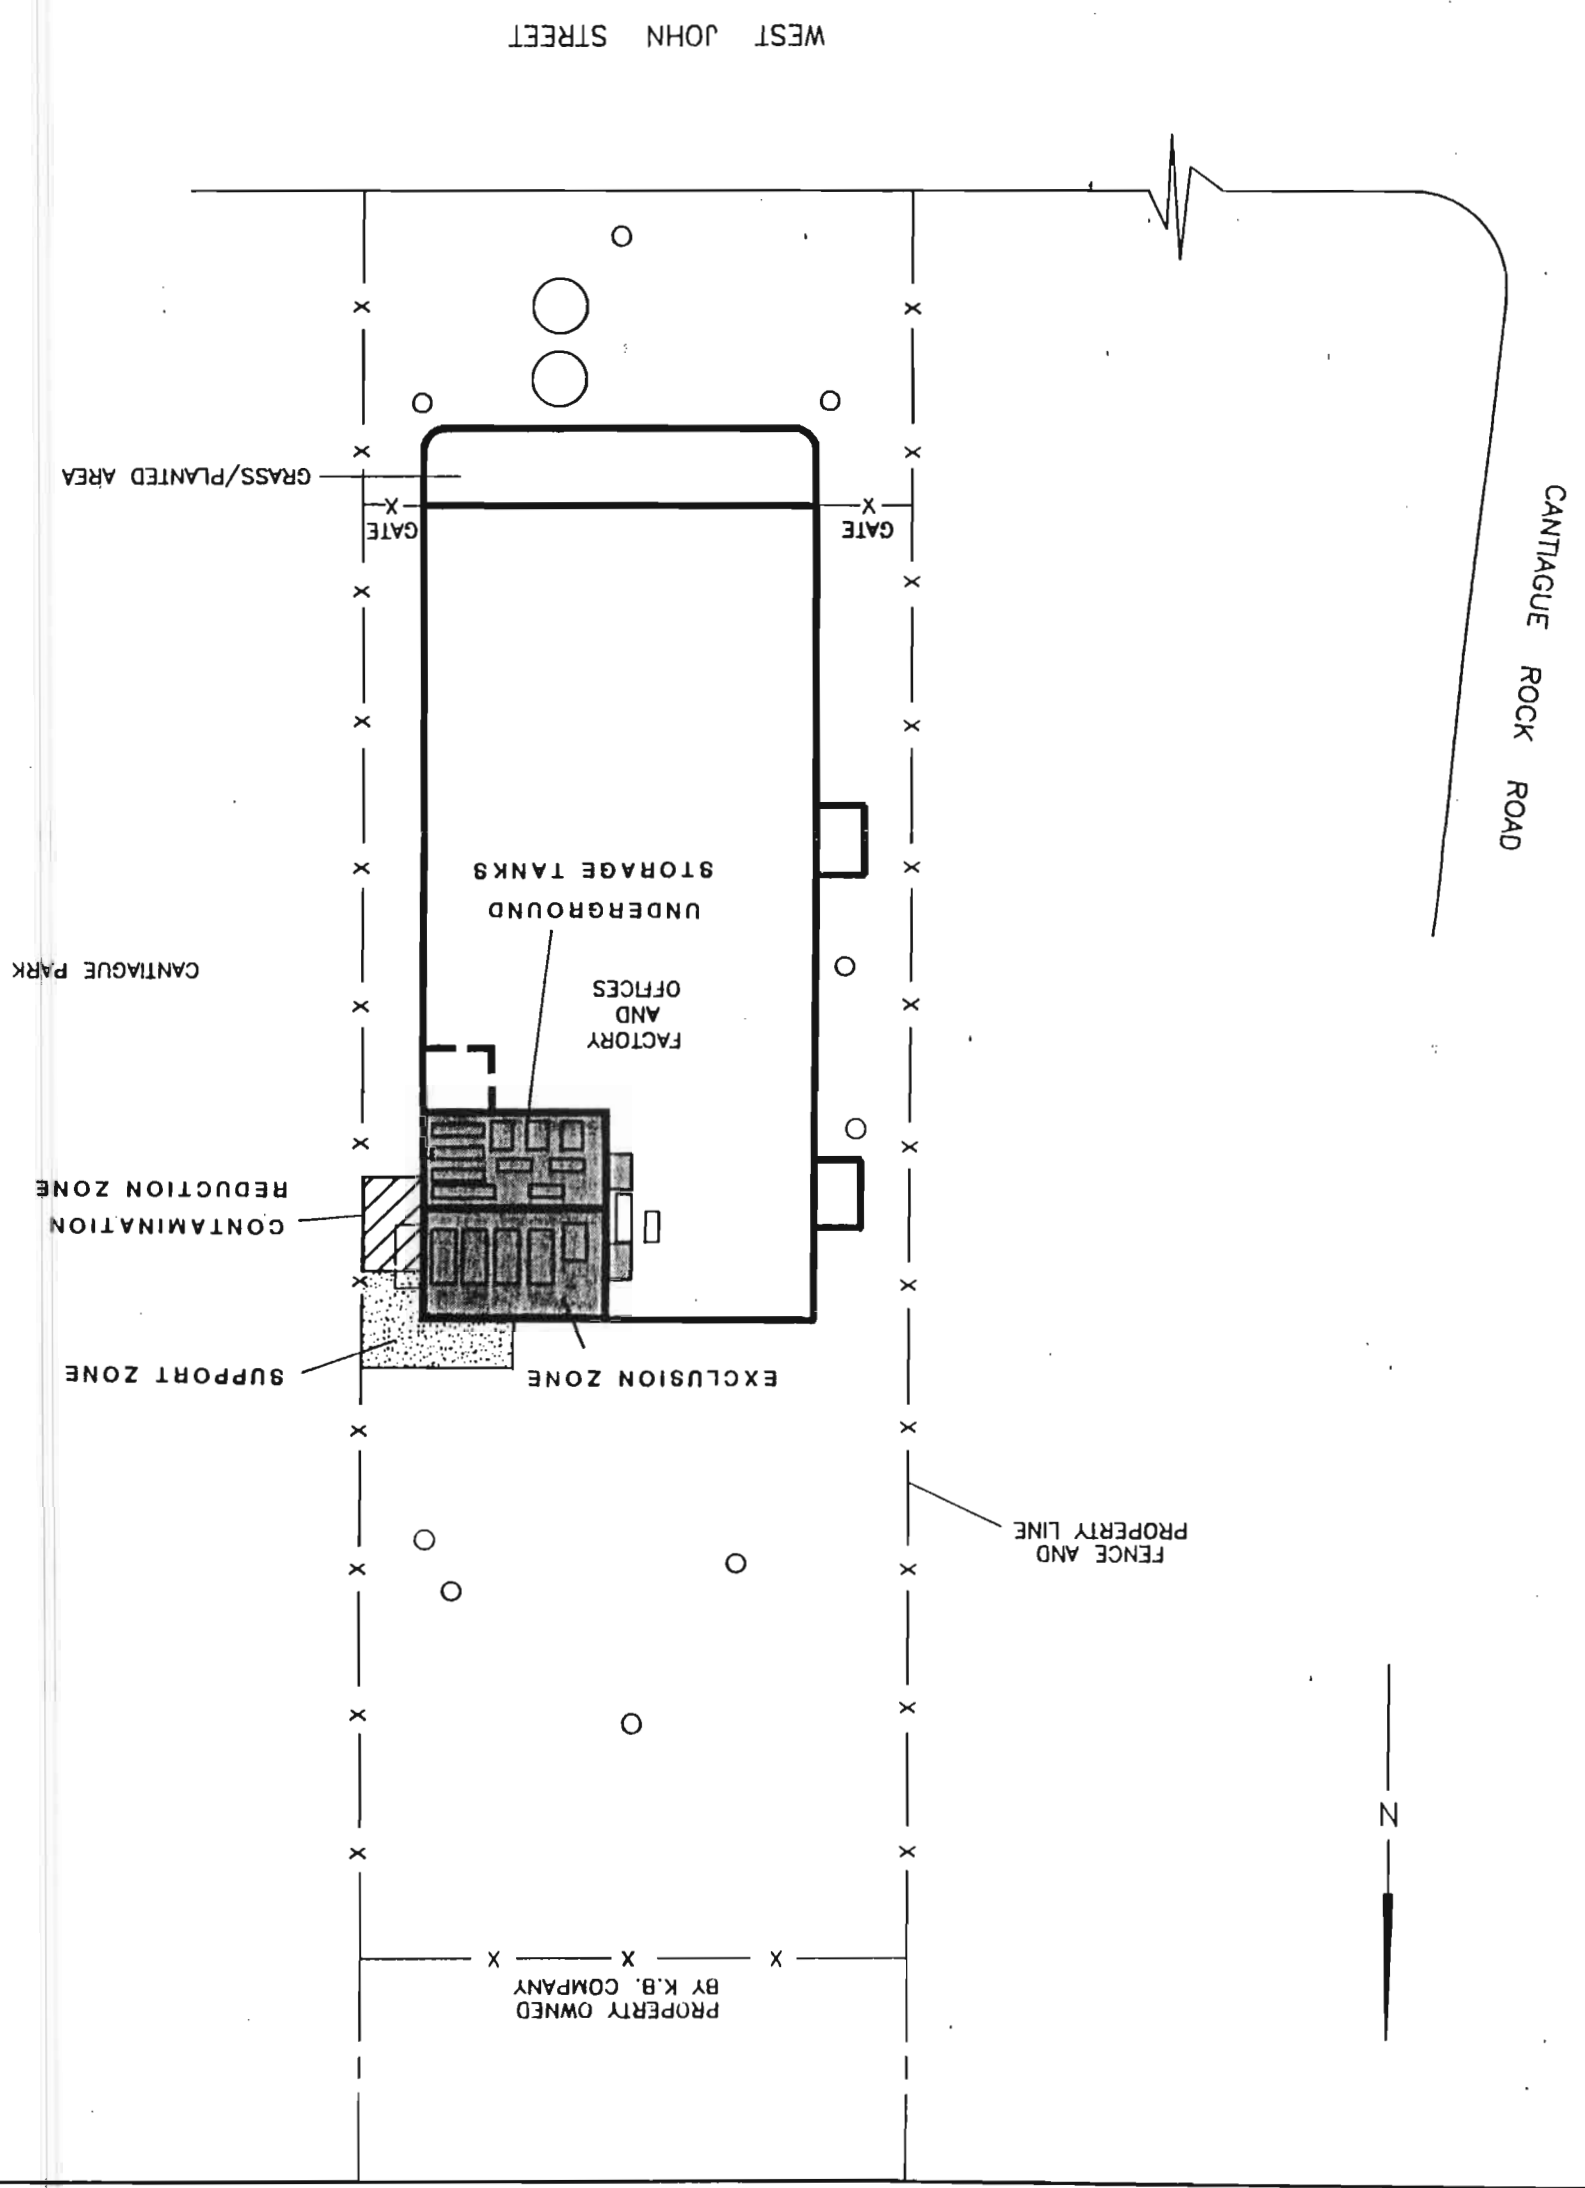 PROPERTY OWNED
BY K.B. COMPANY
N
FENCE AND
PROPERTY LINE
EXCLUSION ZONE
SUPPORT ZONE
CONTAMINATION
REDUCTION ZONE
FACTORY
AND
OFFICES
CANTIAGUE PARK
UNDERGROUND
STORAGE TANKS
CANTIAGUE ROCK ROAD
GATE
GATE
GRASS/PLANTED AREA
WEST JOHN STREET